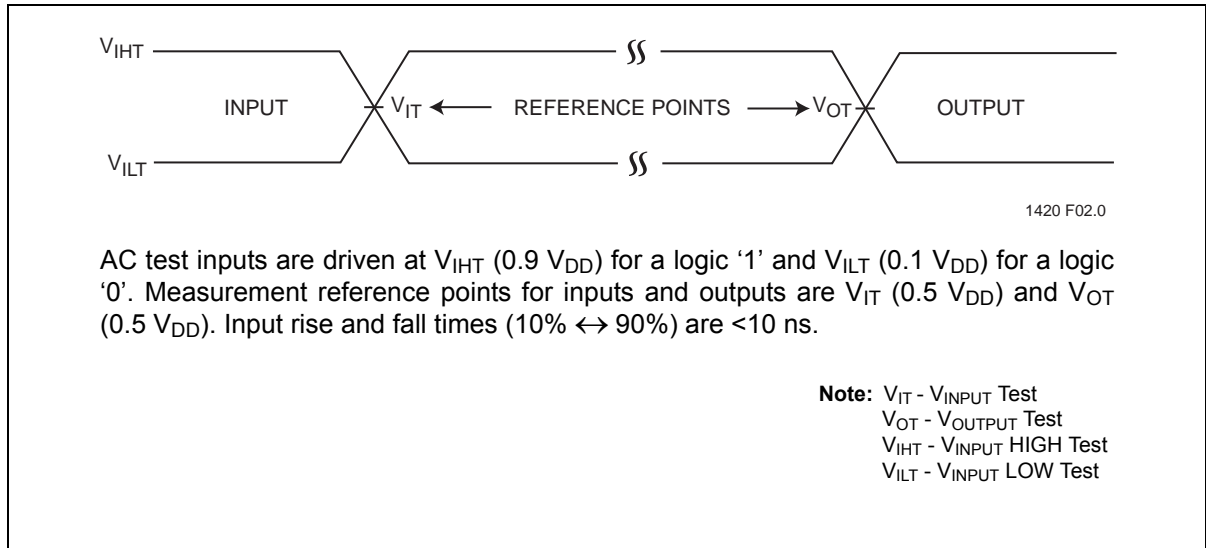 VIHT
INPUT
VIT
REFERENCE POINTS
VOT
OUTPUT
VILT
1420 F02.0
AC test inputs are driven at VIHT (0.9 VDD) for a logic ‘1’ and VILT (0.1 VDD) for a logic
‘0’. Measurement reference points for inputs and outputs are VIT (0.5 VDD) and VOT
(0.5 VDD). Input rise and fall times (10% ↔ 90%) are <10 ns.
Note: VIT - VINPUT Test
VOT - VOUTPUT Test
VIHT - VINPUT HIGH Test
VILT - VINPUT LOW Test